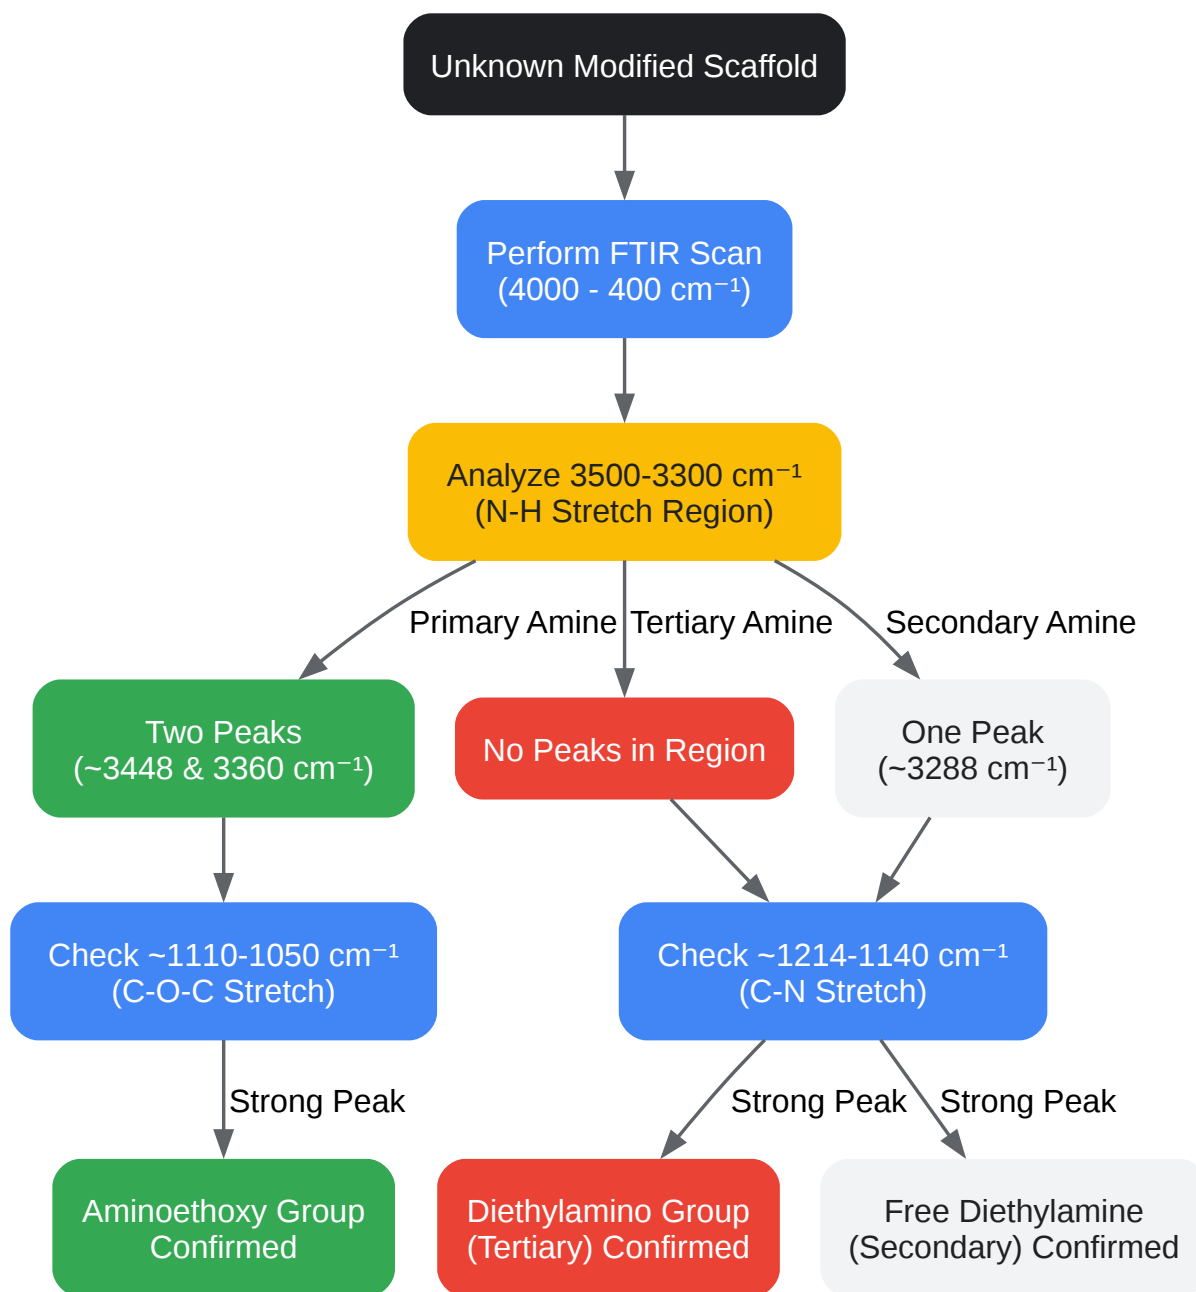 Unknown Modified Scaffold
Perform FTIR Scan
(4000 - 400 cm⁻¹)
Analyze 3500-3300 cm⁻¹
(N-H Stretch Region)
Primary Amine
Tertiary Amine
Secondary Amine
Two Peaks
(~3448 & 3360 cm⁻¹)
No Peaks in Region
One Peak
(~3288 cm⁻¹)
Check ~1110-1050 cm⁻¹
(C-O-C Stretch)
Check ~1214-1140 cm⁻¹
(C-N Stretch)
Strong Peak
Strong Peak
Strong Peak
Aminoethoxy Group
Confirmed
Diethylamino Group
(Tertiary) Confirmed
Free Diethylamine
(Secondary) Confirmed